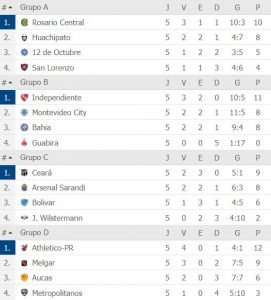 # Grupo A J V E D G P
1. Rosario Central 5 3 1 1 10:3 10
2. Huachipato 5 2 2 1 4:7 8
3. 12 de Octubre 5 1 2 2 3:5 5
4. San Lorenzo 5 1 1 3 4:6 4
# Grupo B J V E D G P
1. Independiente 5 3 2 0 10:5 11
2. Montevideo City 5 2 2 1 11:5 8
3. Bahia 5 2 2 1 9:4 8
4. Guabira 5 0 0 5 1:17 0
# Grupo C J V E D G P
1. Ceará 5 2 3 0 5:1 9
2. Arsenal Sarandi 5 2 2 1 6:3 8
3. Bolivar 5 1 3 1 4:5 6
4. J. Wilstermann 5 0 2 3 4:10 2
# Grupo D J V E D G P
1. Athletico-PR 5 4 0 1 4:1 12
2. Melgar 5 3 0 2 7:5 9
3. Aucas 5 2 0 3 7:7 6
4. Metropolitanos 5 1 0 4 5:10 3